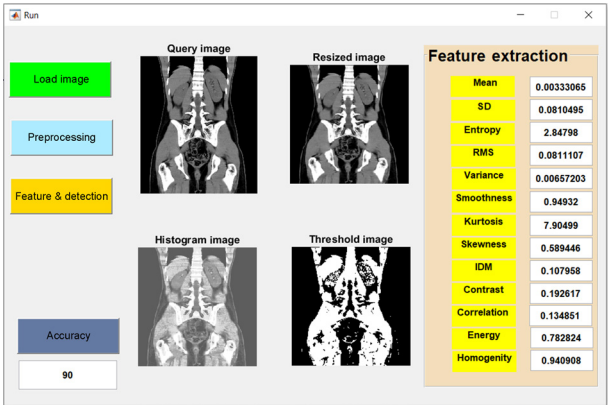 Run
Query image
Resized image
Load image
Preprocessing
Feature & detection
Histogram image
Threshold image
Accuracy
90
Feature extraction
Mean 0.00333065
SD 0.0810495
Entropy 2.84798
RMS 0.0811107
Variance 0.00657203
Smoothness 0.94932
Kurtosis 7.90499
Skewness 0.589446
IDM 0.107958
Contrast 0.192617
Correlation 0.134851
Energy 0.782824
Homogenity 0.940908